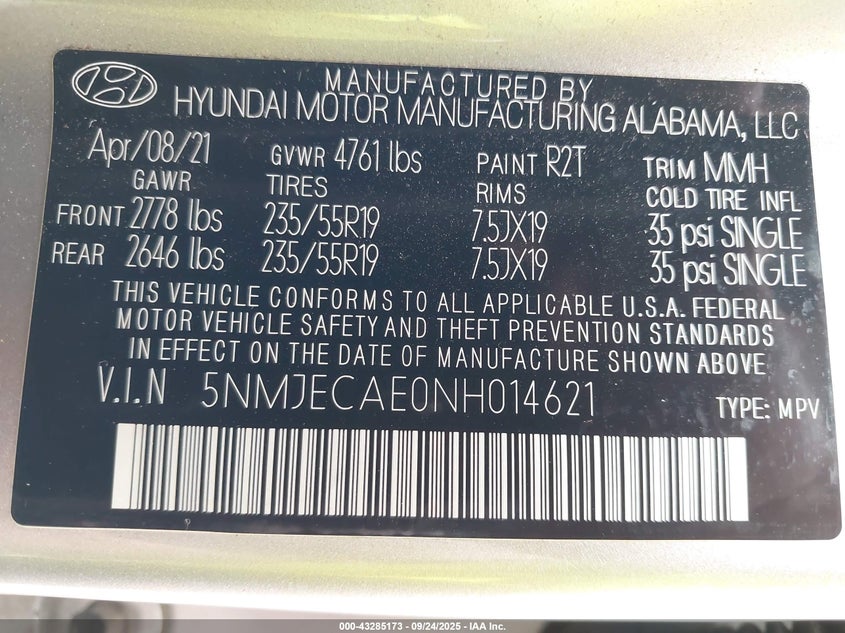 MANUFACTURED BY
HYUNDAI MOTOR MANUFACTURING ALABAMA, LLC
Apr/08/21 GVWR 4761 lbs PAINT R2T TRIM MMH
GAWR TIRES RIMS COLD TIRE INFL
FRONT 2778 lbs 235/55R19 7.5JX19 35 psi SINGLE
REAR 2646 lbs 235/55R19 7.5JX19 35 psi SINGLE
THIS VEHICLE CONFORMS TO ALL APPLICABLE U.S.A. FEDERAL
MOTOR VEHICLE SAFETY AND THEFT PREVENTION STANDARDS
IN EFFECT ON THE DATE OF MANUFACTURE SHOWN ABOVE
V.I.N 5NMJECAE0NH014621 TYPE: MPV
000-43285173 - 09/24/2025 - IAA Inc.